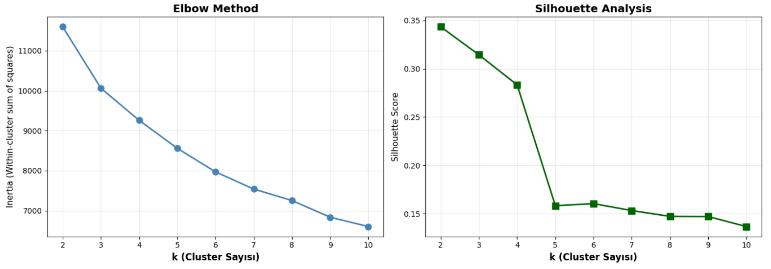 Elbow Method
Inertia (Within-cluster sum of squares)
11000
10000
9000
8000
7000
2 3 4 5 6 7 8 9 10
k (Cluster Sayısı)
Silhouette Analysis
Silhouette Score
0.35
0.30
0.25
0.20
0.15
2 3 4 5 6 7 8 9 10
k (Cluster Sayısı)